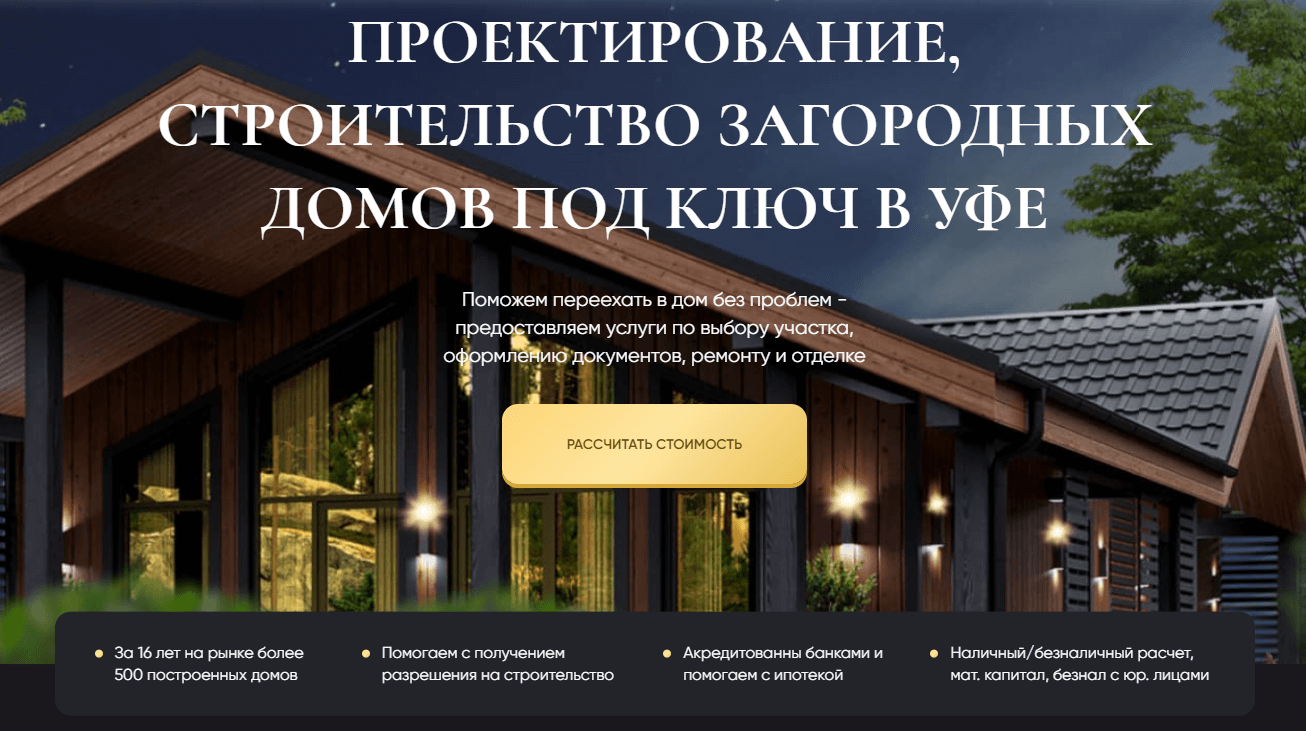 ПРОЕКТИРОВАНИЕ,
СТРОИТЕЛЬСТВО ЗАГОРОДНЫХ
ДОМОВ ПОД КЛЮЧ В УФЕ
Поможем переехать в дом без проблем -
предоставляем услуги по выбору участка,
оформлению документов, ремонту и отделке
РАССЧИТАТЬ СТОИМОСТЬ
За 16 лет на рынке более
500 построенных домов
Помогаем с получением
разрешения на строительство
Акредитованны банками и
помогаем с ипотекой
Наличный/безналичный расчет,
мат. капитал, безнал с юр. лицами